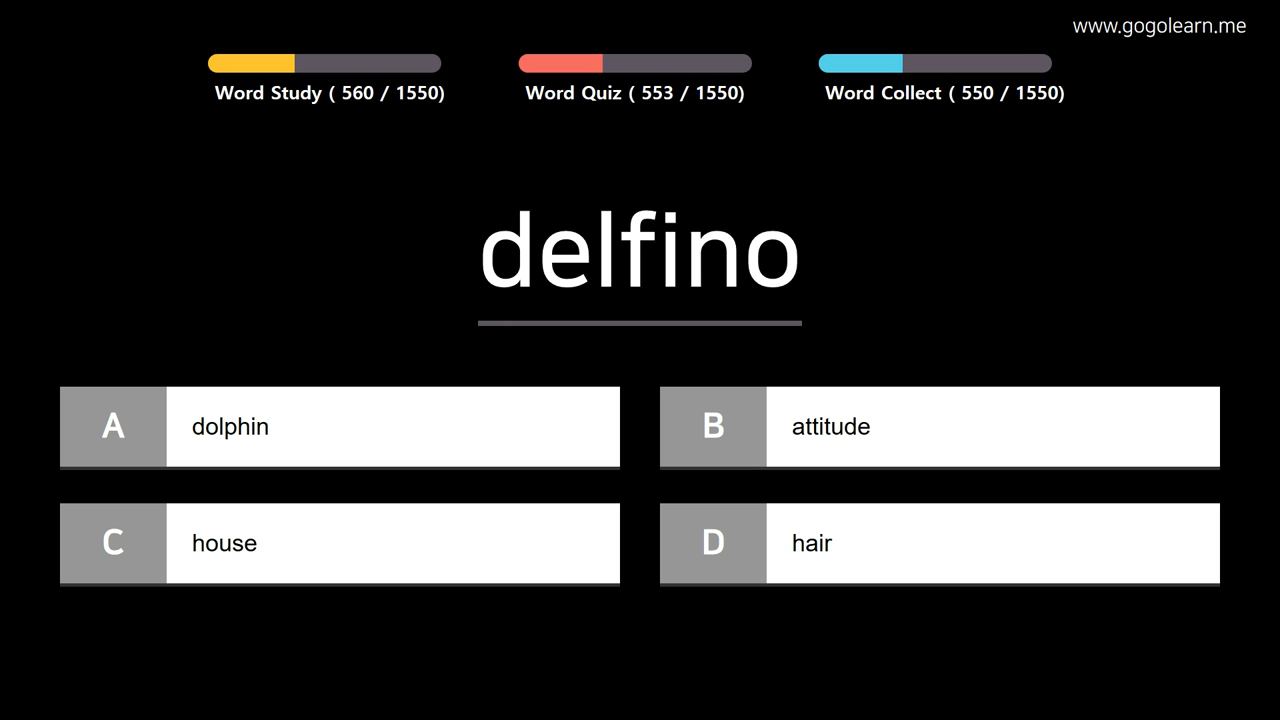 www.gogolearn.me
Word Study ( 560 / 1550)
Word Quiz ( 553 / 1550)
Word Collect ( 550 / 1550)
delfino
A dolphin
B attitude
C house
D hair